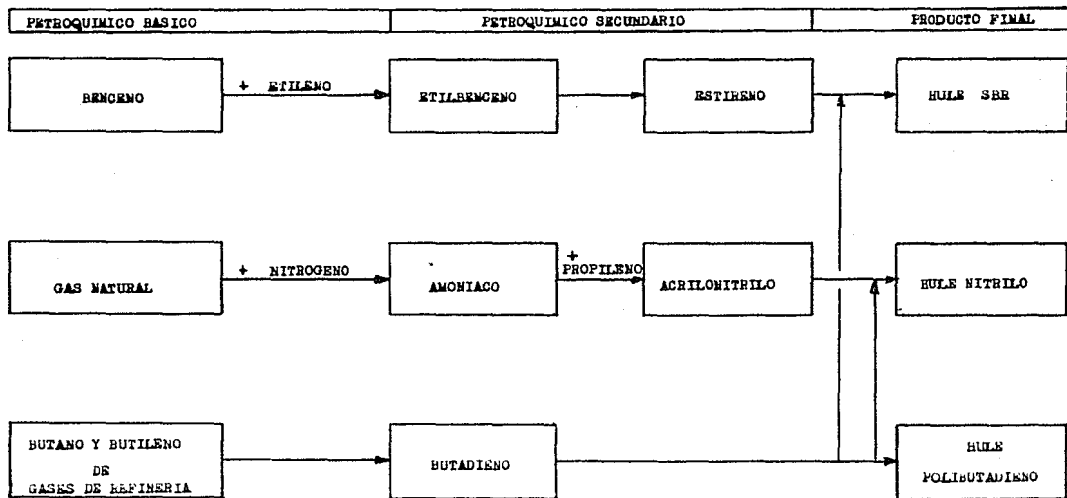 PETROQUIMICO BASICO
PETROQUIMICO SECUNDARIO
PRODUCTO FINAL
BENCENO
+ ETILENO
ETILBENCENO
ESTIRENO
HULE SBR
GAS NATURAL
+ NITROGENO
AMONIACO
+
PROPILENO
ACRILONITRILO
HULE NITRILO
BUTANO Y BUTILENO
DE
GASES DE REFINERIA
BUTADIENO
HULE
POLIBUTADIENO